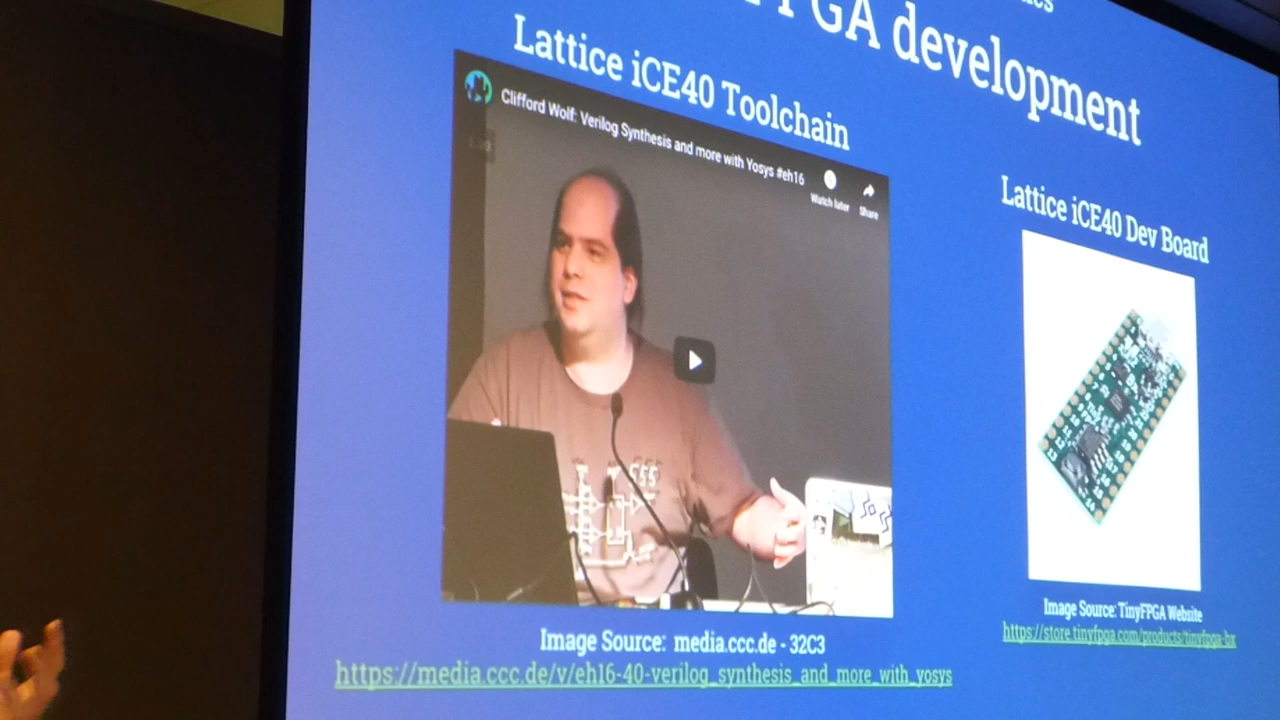 FPGA development
Lattice iCE40 Toolchain
Clifford Wolf: Verilog Synthesis and more with Yosys #eh16
Watch later
Share
555
Image Source: media.ccc.de - 32C3
https://media.ccc.de/v/eh16-40-verilog_synthesis_and_more_with_yosys
Lattice iCE40 Dev Board
Image Source: TinyFPGA Website
https://store.tinyfpga.com/products/tinyfpga-bx